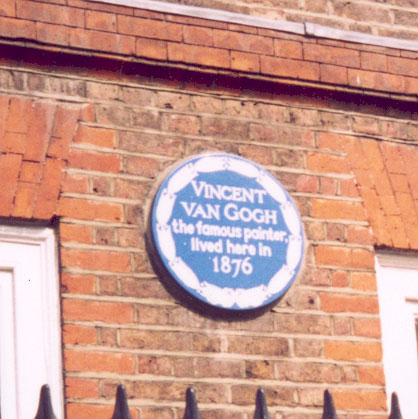 VINCENT
VAN GOGH
the famous painter,
lived here in
1876